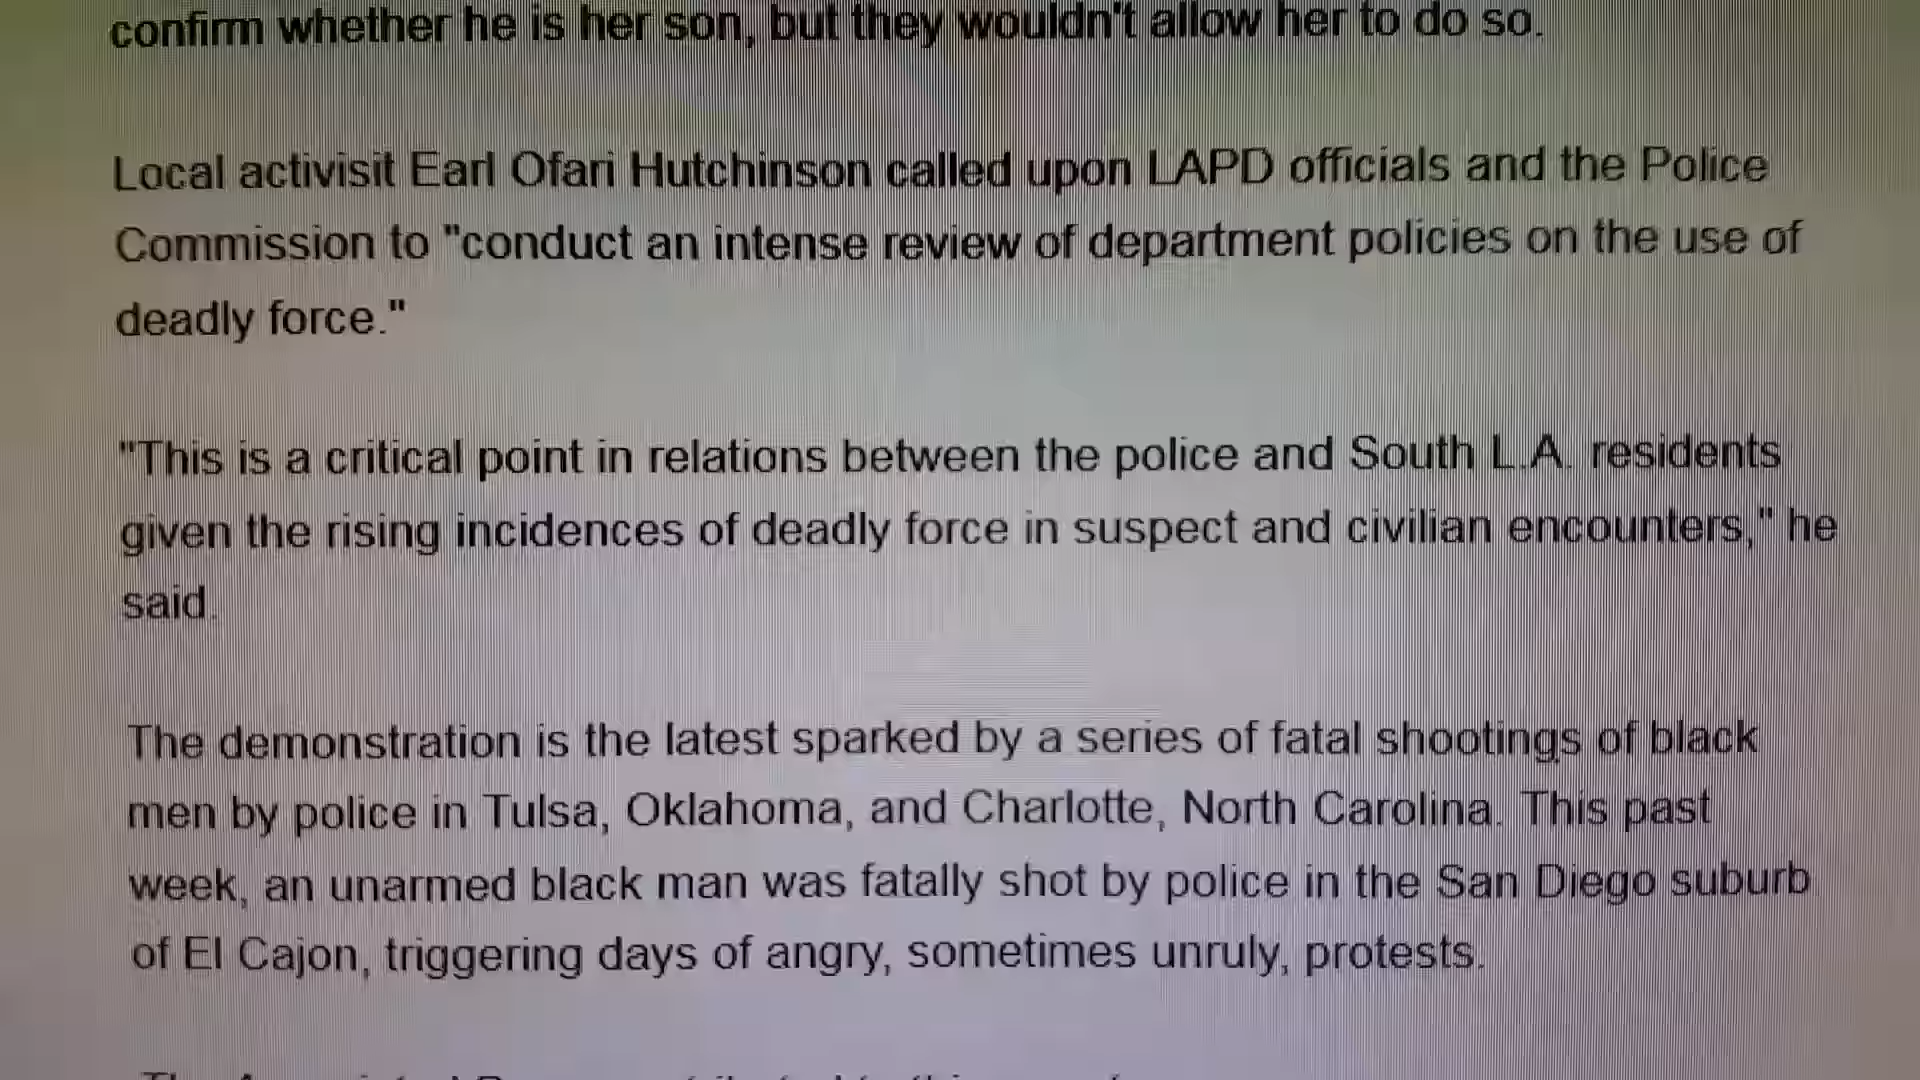 confirm whether he is her son, but they wouldn't allow her to do so.
Local activisit Earl Ofari Hutchinson called upon LAPD officials and the Police
Commission to "conduct an intense review of department policies on the use of
deadly force."
"This is a critical point in relations between the police and South L.A. residents
given the rising incidences of deadly force in suspect and civilian encounters," he
said.
The demonstration is the latest sparked by a series of fatal shootings of black
men by police in Tulsa, Oklahoma, and Charlotte, North Carolina. This past
week, an unarmed black man was fatally shot by police in the San Diego suburb
of El Cajon, triggering days of angry, sometimes unruly, protests.